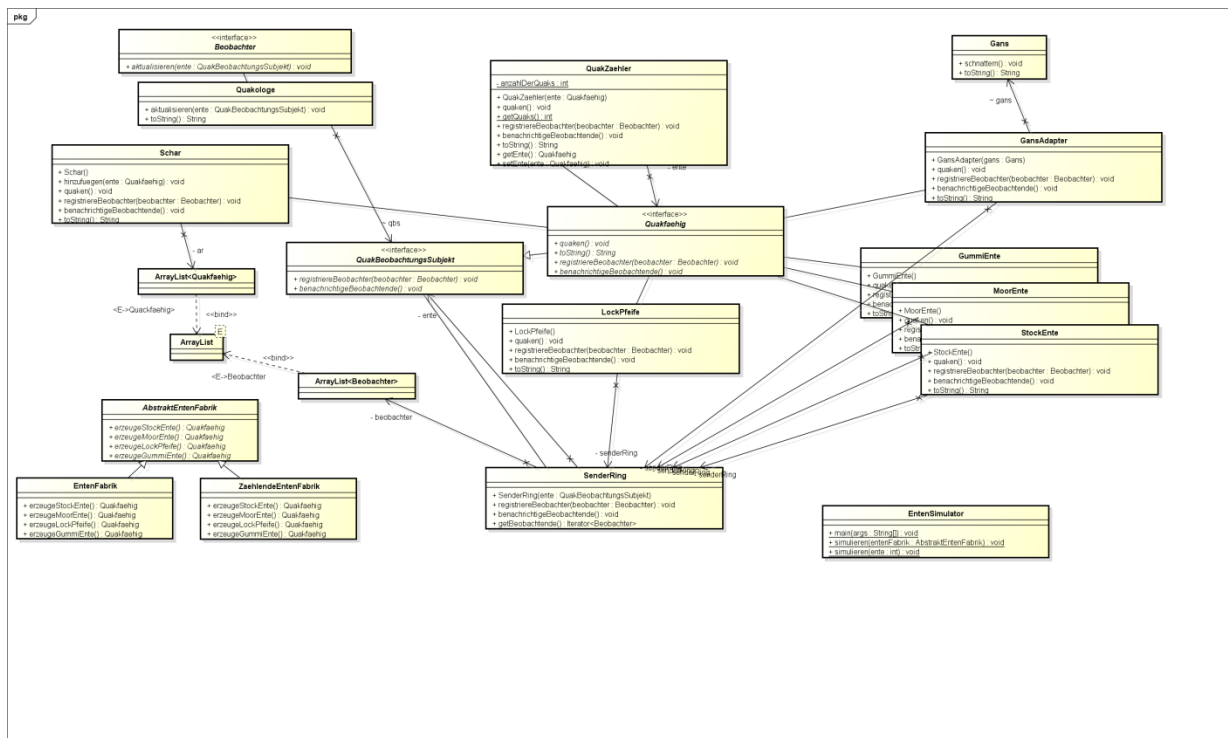 pkg
<<interface>>
Beobachter
+ aktualisieren(ente : QuakBeobachtungsSubjekt) : void
Quakologe
+ aktualisieren(ente : QuakBeobachtungsSubjekt) : void
+ toString() : String
Schar
+ Schar()
+ hinzufuegen(ente : Quakfaehig) : void
+ quaken() : void
+ registriereBeobachter(beobachter : Beobachter) : void
+ benachrichtigeBeobachtende() : void
+ toString() : String
QuakZaehler
- anzahlDerQuaks : int
+ QuakZaehler(ente : Quakfaehig)
+ quaken() : void
+ getQuaks() : int
+ registriereBeobachter(beobachter : Beobachter) : void
+ benachrichtigeBeobachtende() : void
+ toString() : String
+ getEnte() : Quakfaehig
+ setEnte(ente : Quakfaehig) : void
- ente
Gans
+ schnattern() : void
+ toString() : String
~ gans
GansAdapter
+ GansAdapter(gans : Gans)
+ quaken() : void
+ registriereBeobachter(beobachter : Beobachter) : void
+ benachrichtigeBeobachtende() : void
+ toString() : String
<<interface>>
Quakfaehig
+ quaken() : void
+ toString() : String
+ registriereBeobachter(beobachter : Beobachter) : void
+ benachrichtigeBeobachtende() : void
~ qbs
<<interface>>
QuakBeobachtungsSubjekt
+ registriereBeobachter(beobachter : Beobachter) : void
+ benachrichtigeBeobachtende() : void
- ente
- ar
ArrayList<Quakfaehig>
<E->Quackfaehig>
<<bind>>
E
ArrayList
<<bind>>
<E->Beobachter
ArrayList<Beobachter>
- beobachter
LockPfeife
+ LockPfeife()
+ quaken() : void
+ registriereBeobachter(beobachter : Beobachter) : void
+ benachrichtigeBeobachtende() : void
+ toString() : String
GummiEnte
+ GummiEnte()
MoorEnte
+ MoorEnte()
+ quaken() : void
StockEnte
+ StockEnte()
+ quaken() : void
+ registriereBeobachter(beobachter : Beobachter) : void
+ benachrichtigeBeobachtende() : void
+ toString() : String
AbstraktEntenFabrik
+ erzeugeStockEnte() : Quakfaehig
+ erzeugeMoorEnte() : Quakfaehig
+ erzeugeLockPfeife() : Quakfaehig
+ erzeugeGummiEnte() : Quakfaehig
EntenFabrik
+ erzeugeStockEnte() : Quakfaehig
+ erzeugeMoorEnte() : Quakfaehig
+ erzeugeLockPfeife() : Quakfaehig
+ erzeugeGummiEnte() : Quakfaehig
ZaehlendeEntenFabrik
+ erzeugeStockEnte() : Quakfaehig
+ erzeugeMoorEnte() : Quakfaehig
+ erzeugeLockPfeife() : Quakfaehig
+ erzeugeGummiEnte() : Quakfaehig
- senderRing
- senderRing
SenderRing
+ SenderRing(ente : QuakBeobachtungsSubjekt)
+ registriereBeobachter(beobachter : Beobachter) : void
+ benachrichtigeBeobachtende() : void
+ getBeobachtende() : Iterator<Beobachter>
EntenSimulator
+ main(args : String[]) : void
+ simulieren(entenFabrik : AbstraktEntenFabrik) : void
+ simulieren(ente : int) : void